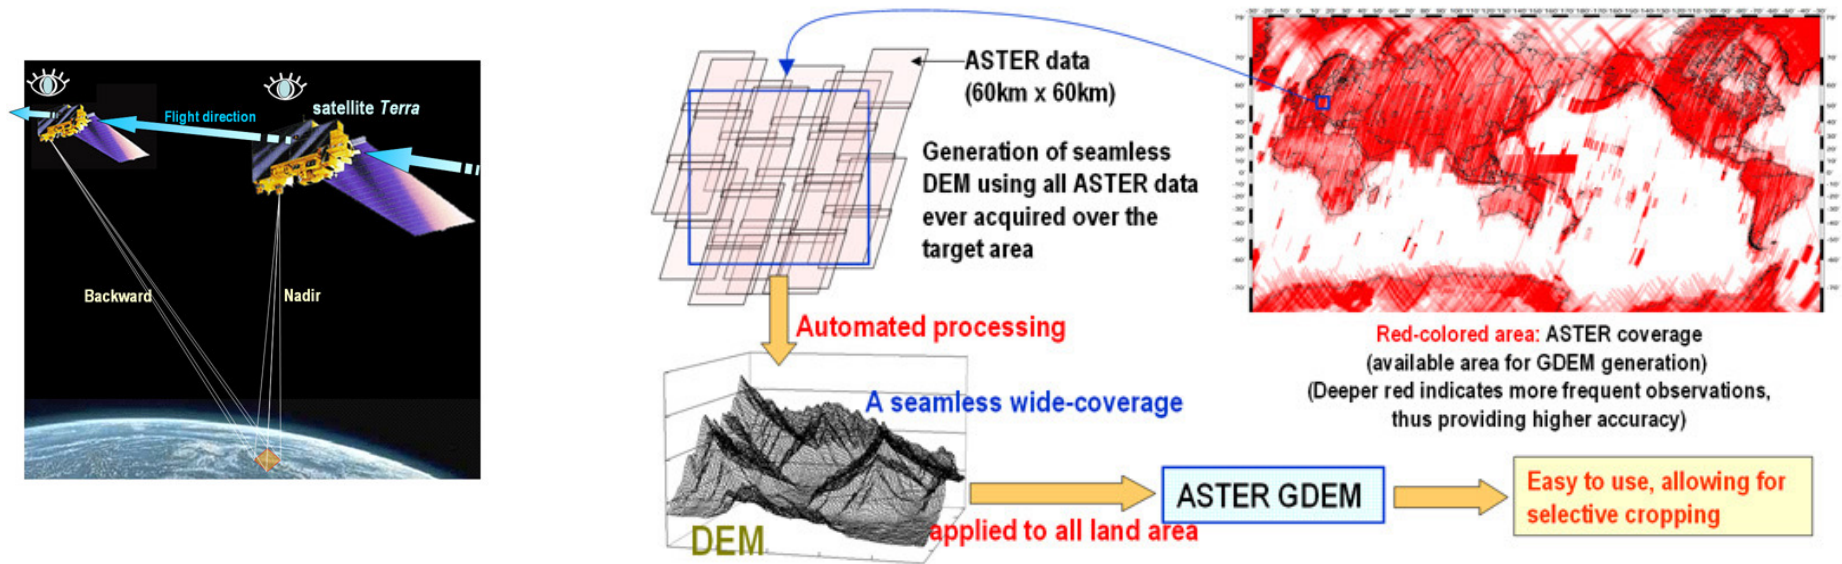 satellite Terra
Flight direction
Backward
Nadir
ASTER data
(60km x 60km)
Generation of seamless
DEM using all ASTER data
ever acquired over the
target area
Automated processing
A seamless wide-coverage
DEM
applied to all land area
ASTER GDEM
Easy to use, allowing for
selective cropping
Red-colored area: ASTER coverage
(available area for GDEM generation)
(Deeper red indicates more frequent observations,
thus providing higher accuracy)